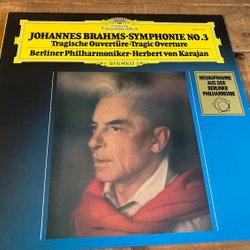 JOHANNES BRAHMS·SYMPHONIE NO.3
Tragische Ouvertüre·Tragic Overture
Berliner Philharmoniker·Herbert von Karajan
STEREO
NEUAUFNAHME
AUS DER
BERLINER
PHILHARMONIE